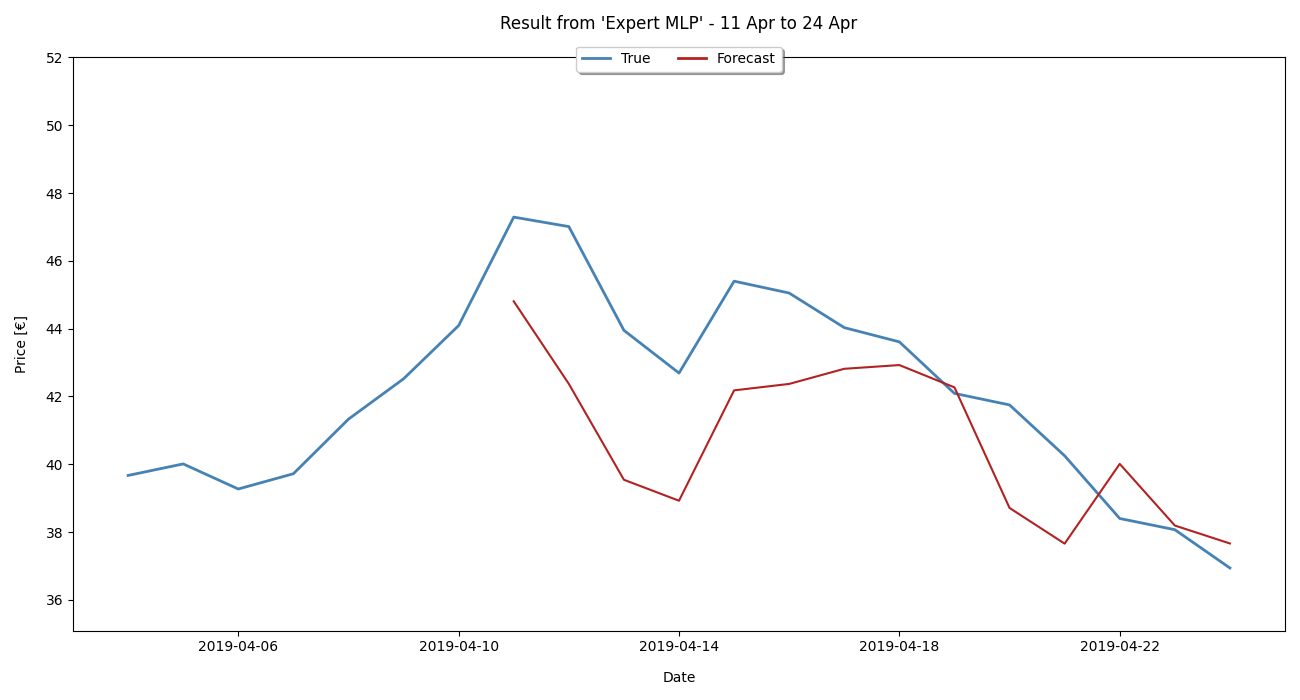 Result from 'Expert MLP' - 11 Apr to 24 Apr
True Forecast
52
50
48
46
44
42
40
38
36
Price [€]
2019-04-06 2019-04-10 2019-04-14 2019-04-18 2019-04-22
Date